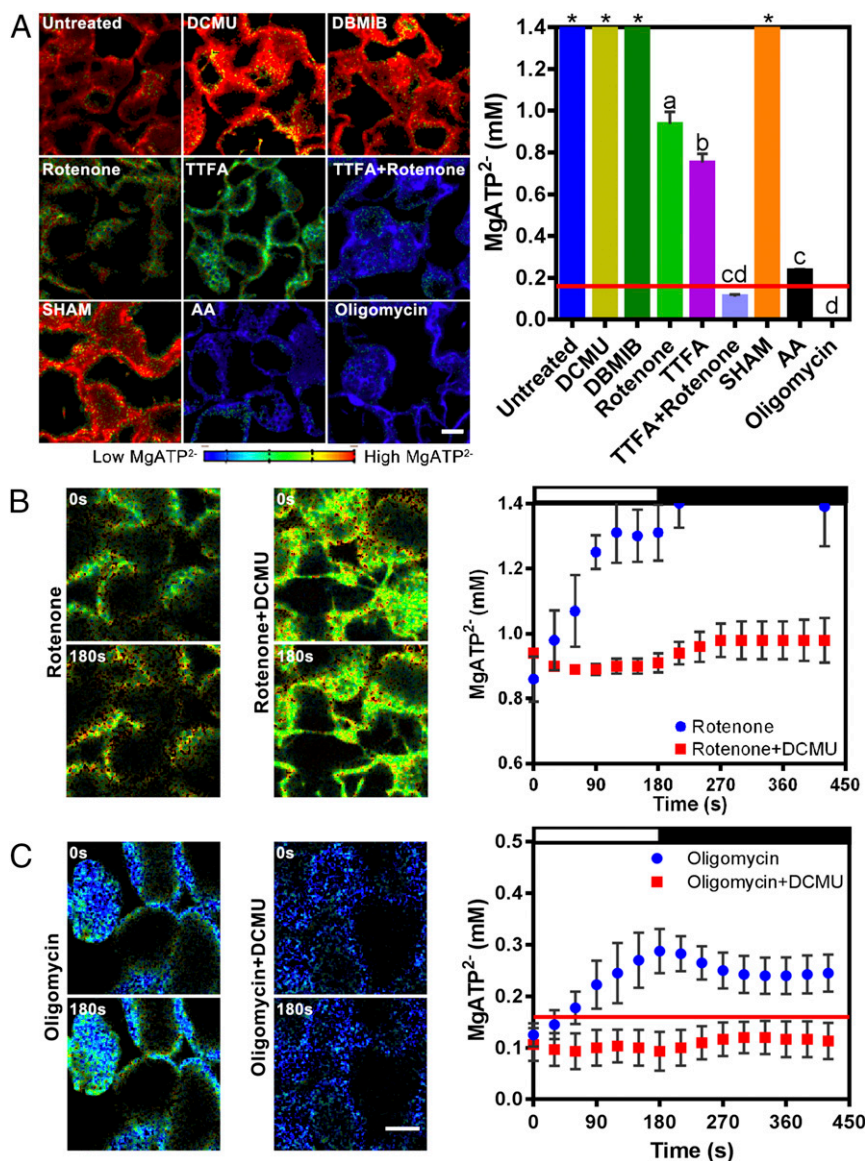 A
Untreated
DCMU
DBMIB
Rotenone
TTFA
TTFA+Rotenone
SHAM
AA
Oligomycin
Low MgATP²⁻
High MgATP²⁻
MgATP²⁻ (mM)
1.4
1.2
1.0
0.8
0.6
0.4
0.2
0.0
* * * *
a
b
cd
c
d
Untreated
DCMU
DBMIB
Rotenone
TTFA
TTFA+Rotenone
SHAM
AA
Oligomycin
B
Rotenone
0s
180s
Rotenone+DCMU
0s
180s
MgATP²⁻ (mM)
1.4
1.2
1.0
0.8
0.6
Rotenone
Rotenone+DCMU
0 90 180 270 360 450
Time (s)
C
Oligomycin
0s
180s
Oligomycin+DCMU
0s
180s
MgATP²⁻ (mM)
0.5
0.4
0.3
0.2
0.1
0.0
Oligomycin
Oligomycin+DCMU
0 90 180 270 360 450
Time (s)